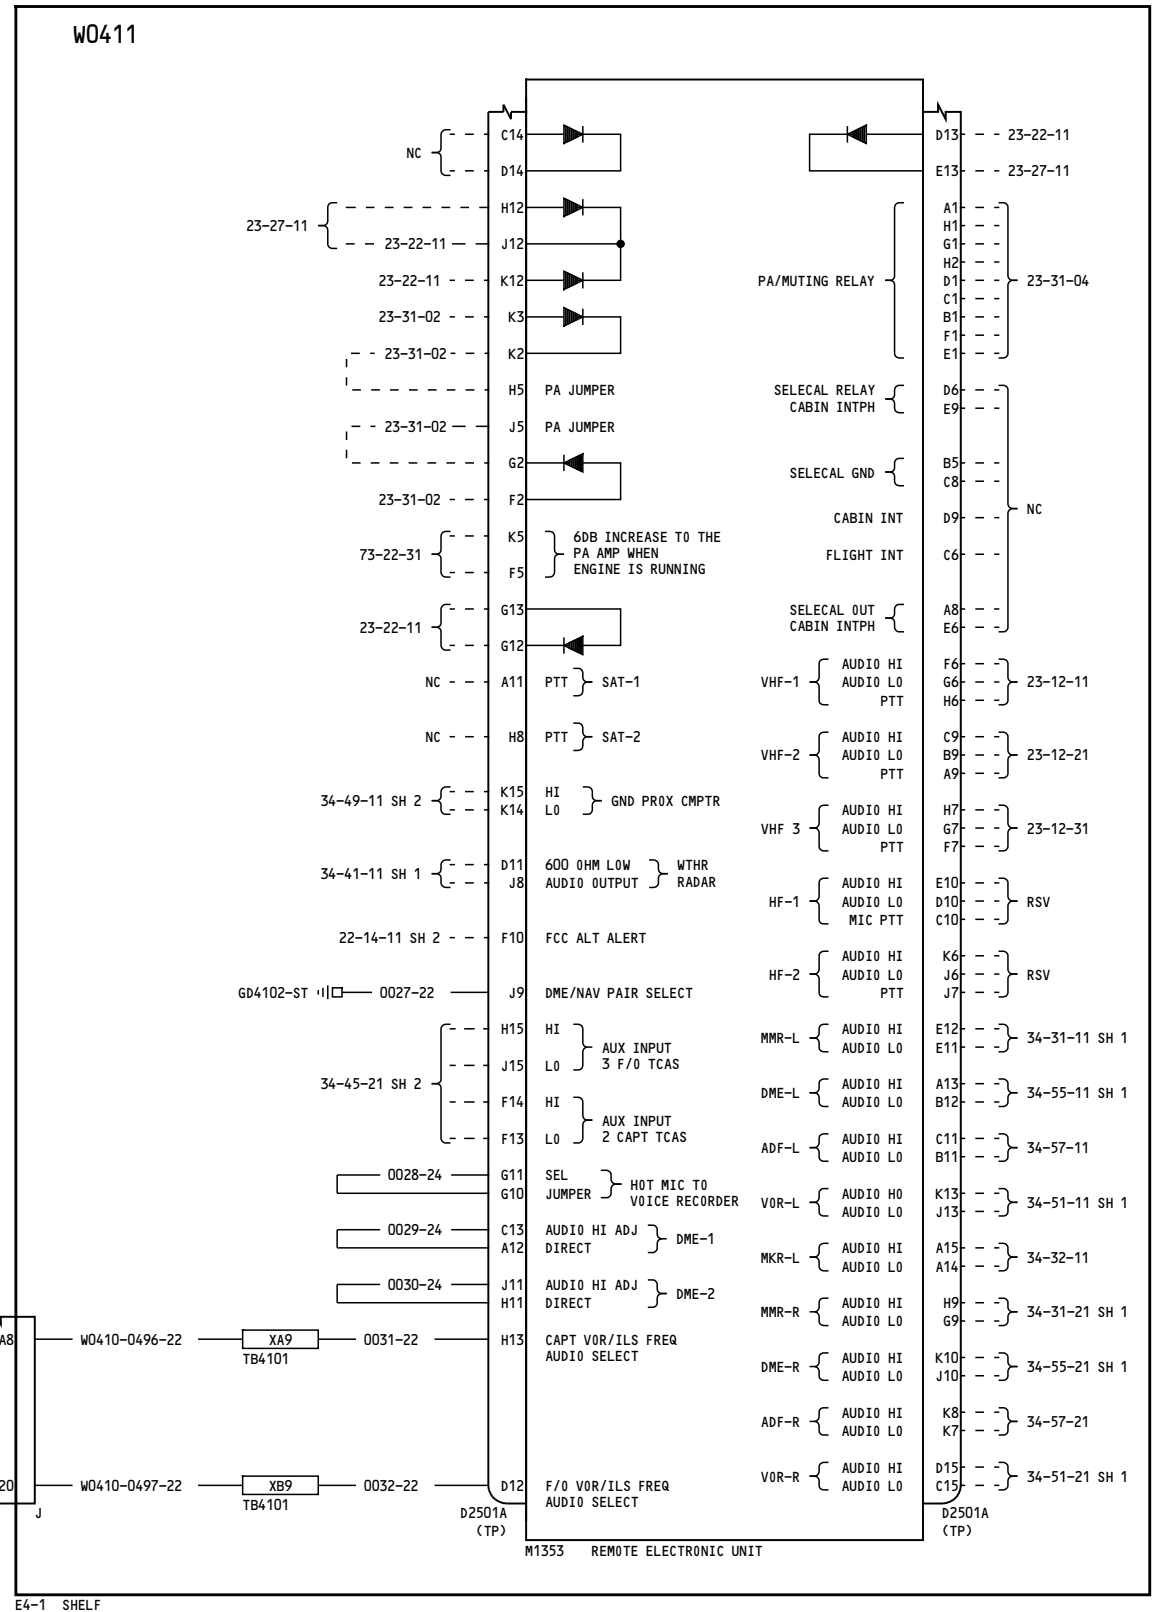 W0411
NC
C14
D14
23-27-11
H12
23-22-11
J12
23-22-11
K12
23-31-02
K3
23-31-02
K2
H5 PA JUMPER
23-31-02
J5 PA JUMPER
G2
23-31-02
F2
73-22-31
K5
F5
6DB INCREASE TO THE
PA AMP WHEN
ENGINE IS RUNNING
23-22-11
G13
G12
NC A11 PTT SAT-1
NC H8 PTT SAT-2
34-49-11 SH 2
K15 HI
K14 LO
GND PROX CMPTR
34-41-11 SH 1
D11 600 OHM LOW
J8 AUDIO OUTPUT
WTHR
RADAR
22-14-11 SH 2 F10 FCC ALT ALERT
GD4102-ST 0027-22 J9 DME/NAV PAIR SELECT
34-45-21 SH 2
H15 HI
J15 LO
AUX INPUT
3 F/O TCAS
F14 HI
F13 LO
AUX INPUT
2 CAPT TCAS
0028-24
G11 SEL
G10 JUMPER
HOT MIC TO
VOICE RECORDER
0029-24
C13 AUDIO HI ADJ
A12 DIRECT
DME-1
0030-24
J11 AUDIO HI ADJ
H11 DIRECT
DME-2
A8 W0410-0496-22 XA9 0031-22 H13 CAPT VOR/ILS FREQ
TB4101
AUDIO SELECT
20 W0410-0497-22 XB9 0032-22 D12 F/O VOR/ILS FREQ
TB4101
AUDIO SELECT
J
D2501A
(TP)
D13 23-22-11
E13 23-27-11
PA/MUTING RELAY
A1
H1
G1
H2
D1
C1
B1
F1
E1
23-31-04
SELECAL RELAY
CABIN INTPH
D6
E9
SELECAL GND
B5
C8
CABIN INT D9
FLIGHT INT C6
SELECAL OUT
CABIN INTPH
A8
E6
NC
VHF-1
AUDIO HI F6
AUDIO LO G6
PTT H6
23-12-11
VHF-2
AUDIO HI C9
AUDIO LO B9
PTT A9
23-12-21
VHF 3
AUDIO HI H7
AUDIO LO G7
PTT F7
23-12-31
HF-1
AUDIO HI E10
AUDIO LO D10
MIC PTT C10
RSV
HF-2
AUDIO HI K6
AUDIO LO J6
PTT J7
RSV
MMR-L
AUDIO HI E12
AUDIO LO E11
34-31-11 SH 1
DME-L
AUDIO HI A13
AUDIO LO B12
34-55-11 SH 1
ADF-L
AUDIO HI C11
AUDIO LO B11
34-57-11
VOR-L
AUDIO HO K13
AUDIO LO J13
34-51-11 SH 1
MKR-L
AUDIO HI A15
AUDIO LO A14
34-32-11
MMR-R
AUDIO HI H9
AUDIO LO G9
34-31-21 SH 1
DME-R
AUDIO HI K10
AUDIO LO J10
34-55-21 SH 1
ADF-R
AUDIO HI K8
AUDIO LO K7
34-57-21
VOR-R
AUDIO HI D15
AUDIO LO C15
34-51-21 SH 1
D2501A
(TP)
M1353 REMOTE ELECTRONIC UNIT
E4-1 SHELF